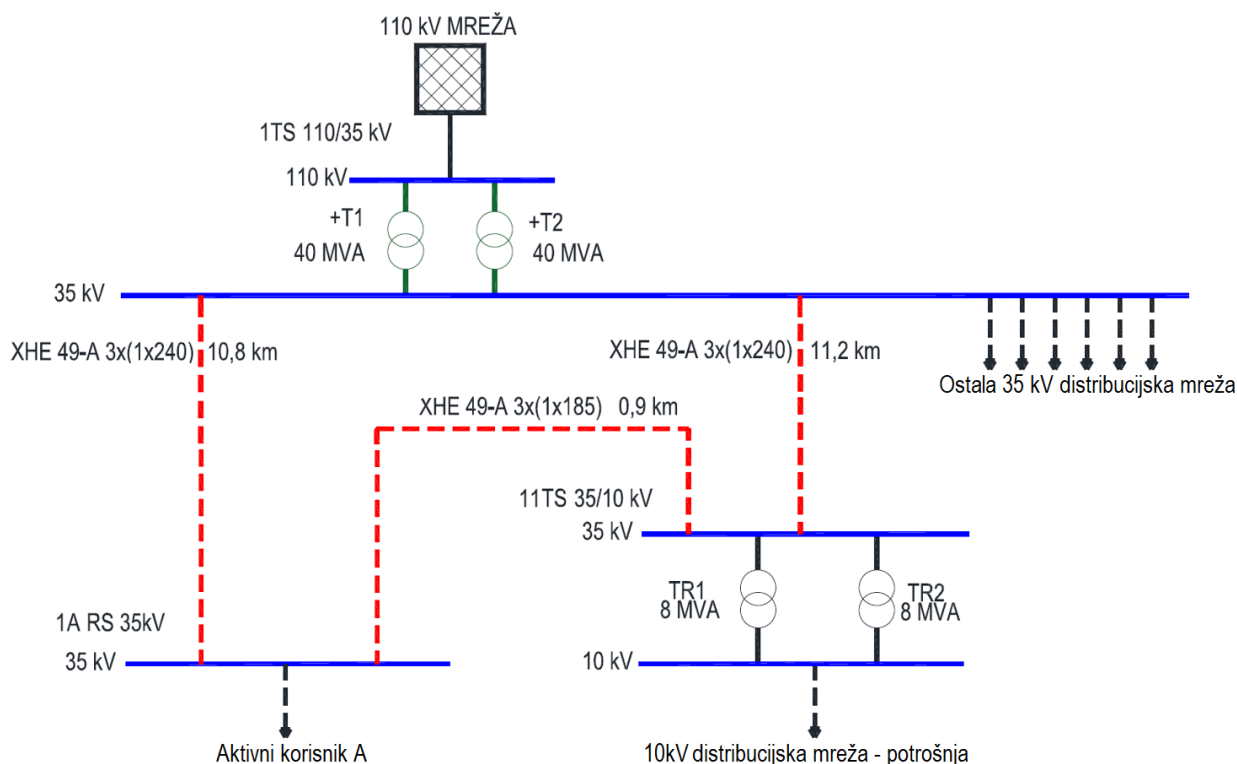 110 kV MREŽA
1TS 110/35 kV
110 kV
+T1
40 MVA
+T2
40 MVA
35 kV
XHE 49-A 3x(1x240) 10,8 km
XHE 49-A 3x(1x240) 11,2 km
Ostala 35 kV distribucijska mreža
XHE 49-A 3x(1x185) 0,9 km
11TS 35/10 kV
35 kV
TR1
8 MVA
TR2
8 MVA
1A RS 35kV
35 kV
10 kV
Aktivni korisnik A
10kV distribucijska mreža - potrošnja